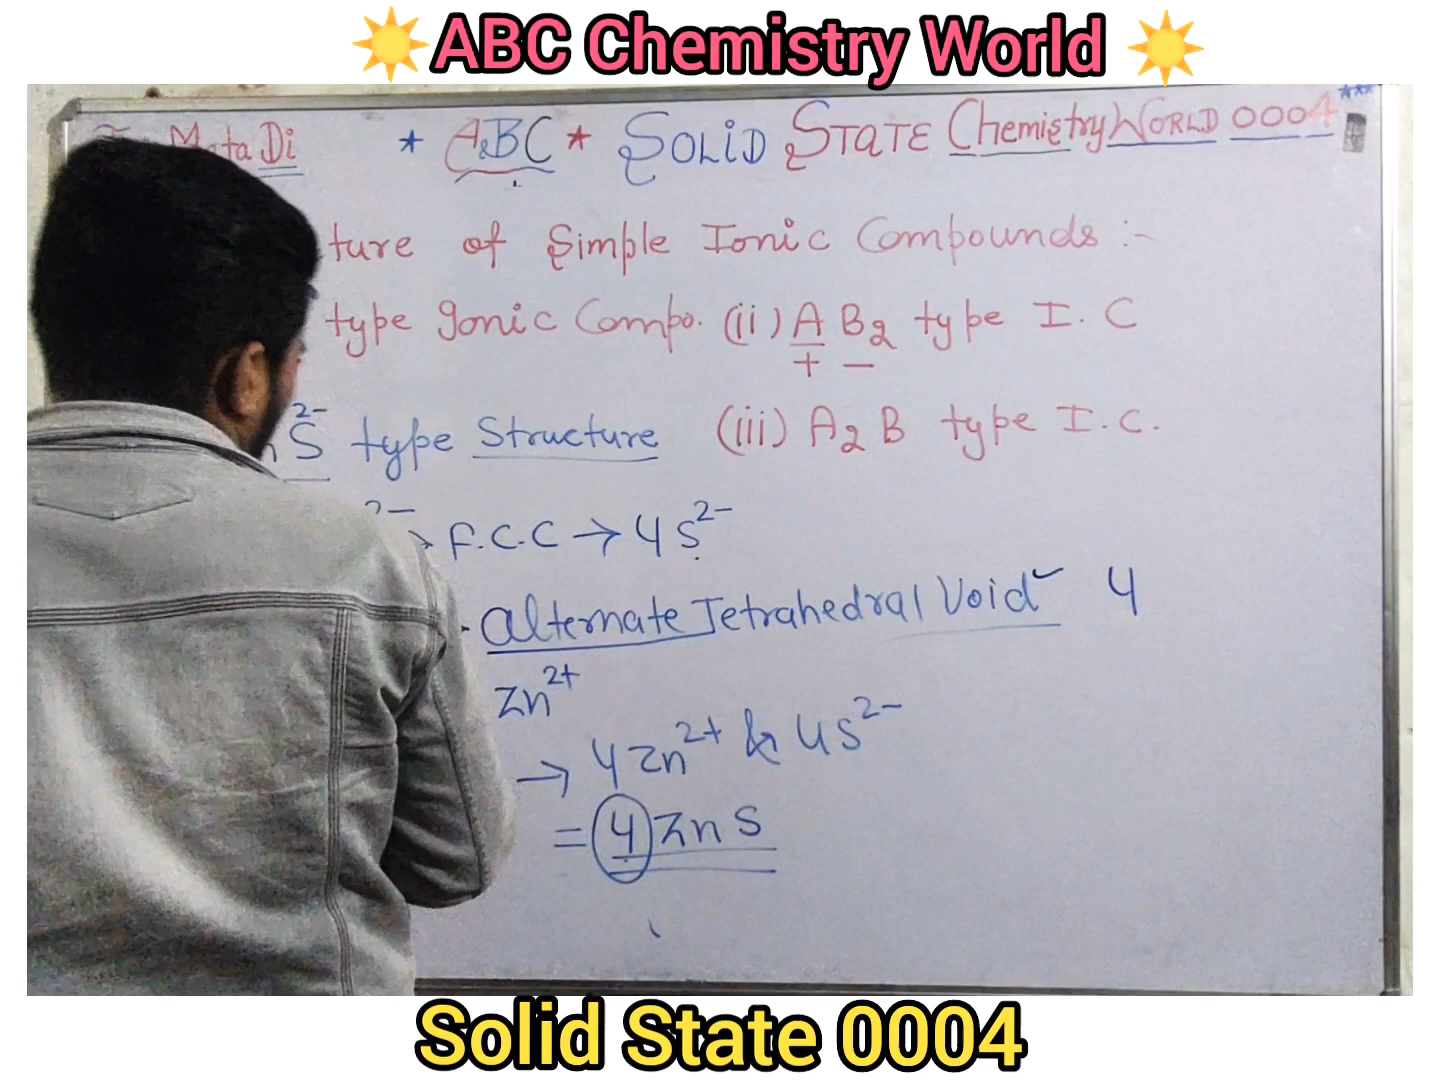 ABC Chemistry World
Mata Di * ABC * SOLiD STATE Chemistry WORLD 0004 ***
ture of Simple Ionic Compounds :-
type Ionic Compo. (ii) A B2 type I. C
+ -
S2- type Structure (iii) A2 B type I.C.
2- → F.C.C → 4 S2-
Alternate Tetrahedral Void ✓ 4
Zn2+
→ 4 Zn2+ & 4 S2-
= 4 Zn S
Solid State 0004